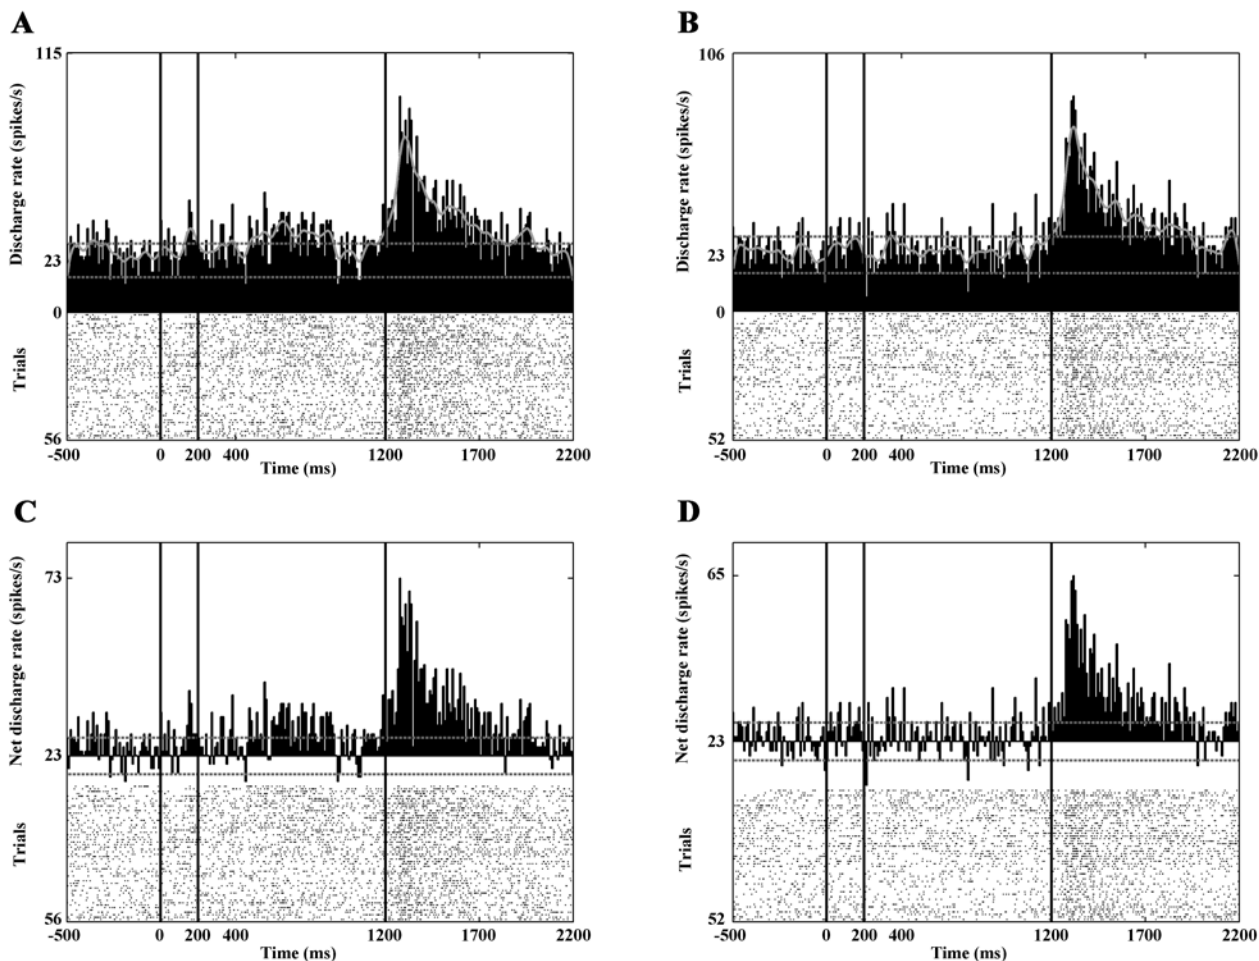 A
115
Discharge rate (spikes/s)
23
0
Trials
56
-500 0 200 400 1200 1700 2200
Time (ms)
B
106
Discharge rate (spikes/s)
23
0
Trials
52
-500 0 200 400 1200 1700 2200
Time (ms)
C
73
Net discharge rate (spikes/s)
23
Trials
56
-500 0 200 400 1200 1700 2200
Time (ms)
D
65
Net discharge rate (spikes/s)
23
Trials
52
-500 0 200 400 1200 1700 2200
Time (ms)